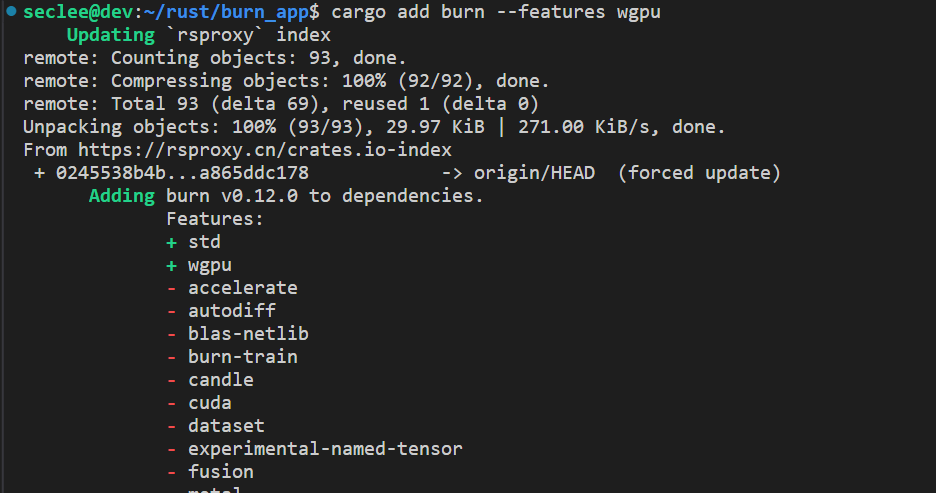 seclee@dev:~/rust/burn_app$ cargo add burn --features wgpu
Updating `rsproxy` index
remote: Counting objects: 93, done.
remote: Compressing objects: 100% (92/92), done.
remote: Total 93 (delta 69), reused 1 (delta 0)
Unpacking objects: 100% (93/93), 29.97 KiB | 271.00 KiB/s, done.
From https://rsproxy.cn/crates.io-index
+ 0245538b4b...a865ddc178 -> origin/HEAD (forced update)
Adding burn v0.12.0 to dependencies.
Features:
+ std
+ wgpu
- accelerate
- autodiff
- blas-netlib
- burn-train
- candle
- cuda
- dataset
- experimental-named-tensor
- fusion